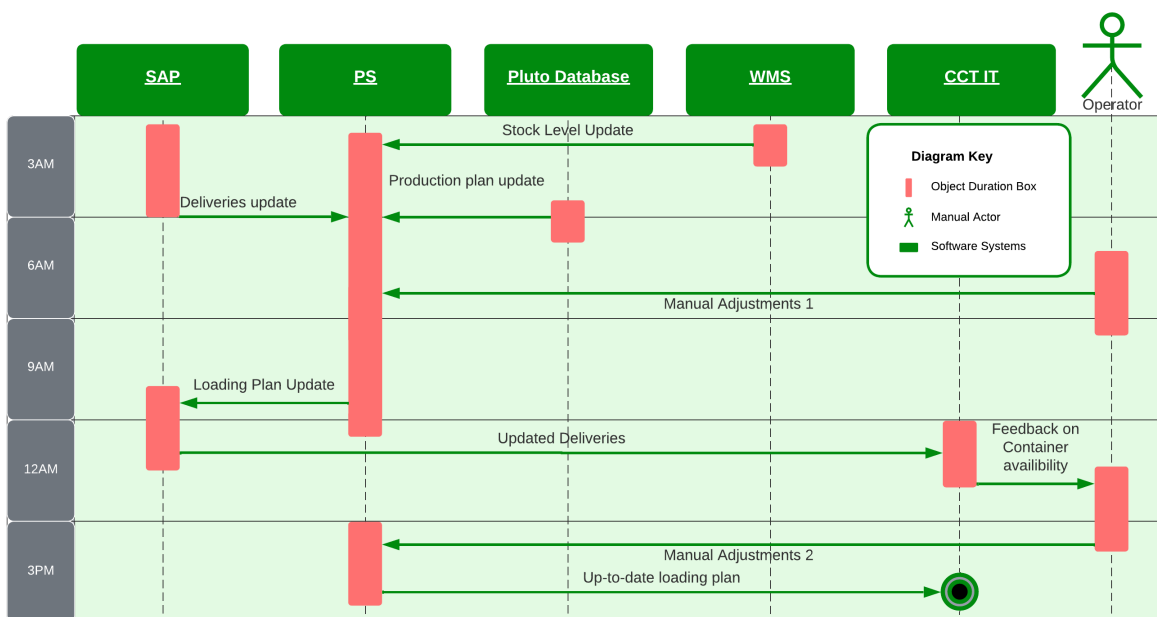 SAP
PS
Pluto Database
WMS
CCT IT
Operator
3AM
Stock Level Update
Production plan update
Deliveries update
Diagram Key
Object Duration Box
Manual Actor
Software Systems
6AM
Manual Adjustments 1
9AM
Loading Plan Update
12AM
Updated Deliveries
Feedback on
Container
availibility
3PM
Manual Adjustments 2
Up-to-date loading plan